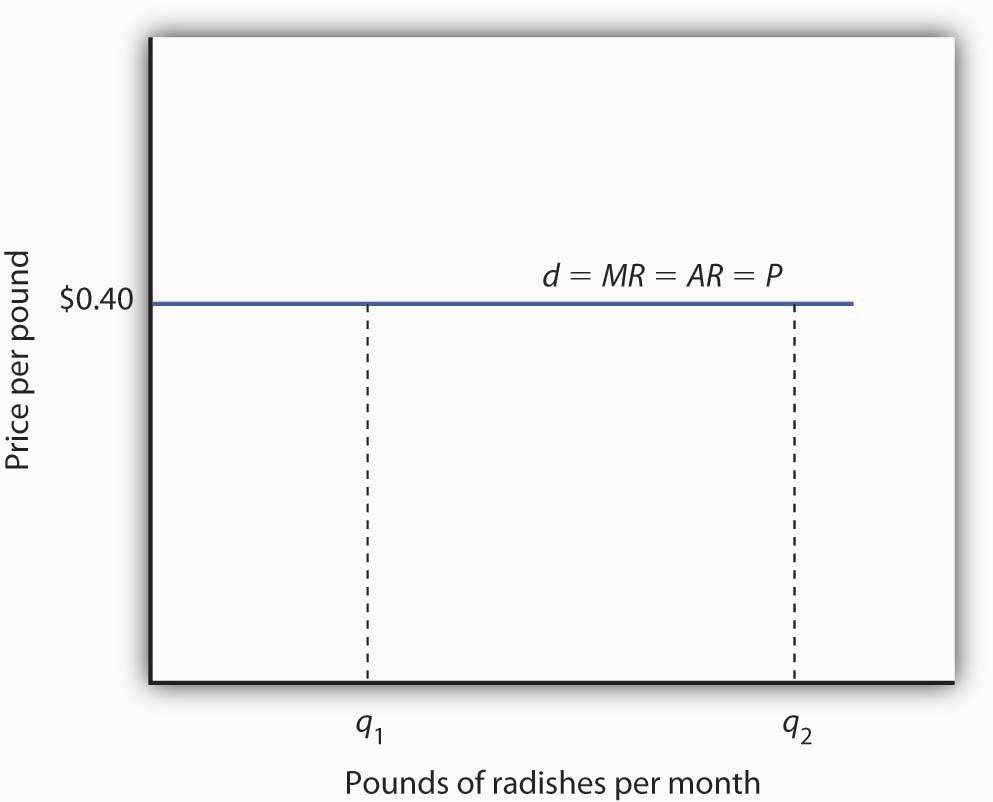 d = MR = AR = P
$0.40
Price per pound
q1
q2
Pounds of radishes per month